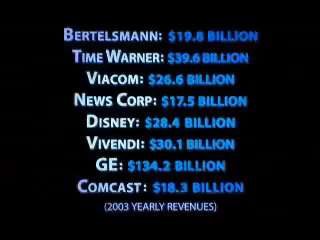 BERTELSMANN: $19.8 BILLION
TIME WARNER: $39.6 BILLION
VIACOM: $26.6 BILLION
NEWS CORP: $17.5 BILLION
DISNEY: $28.4 BILLION
VIVENDI: $30.1 BILLION
GE: $134.2 BILLION
COMCAST: $18.3 BILLION
(2003 YEARLY REVENUES)